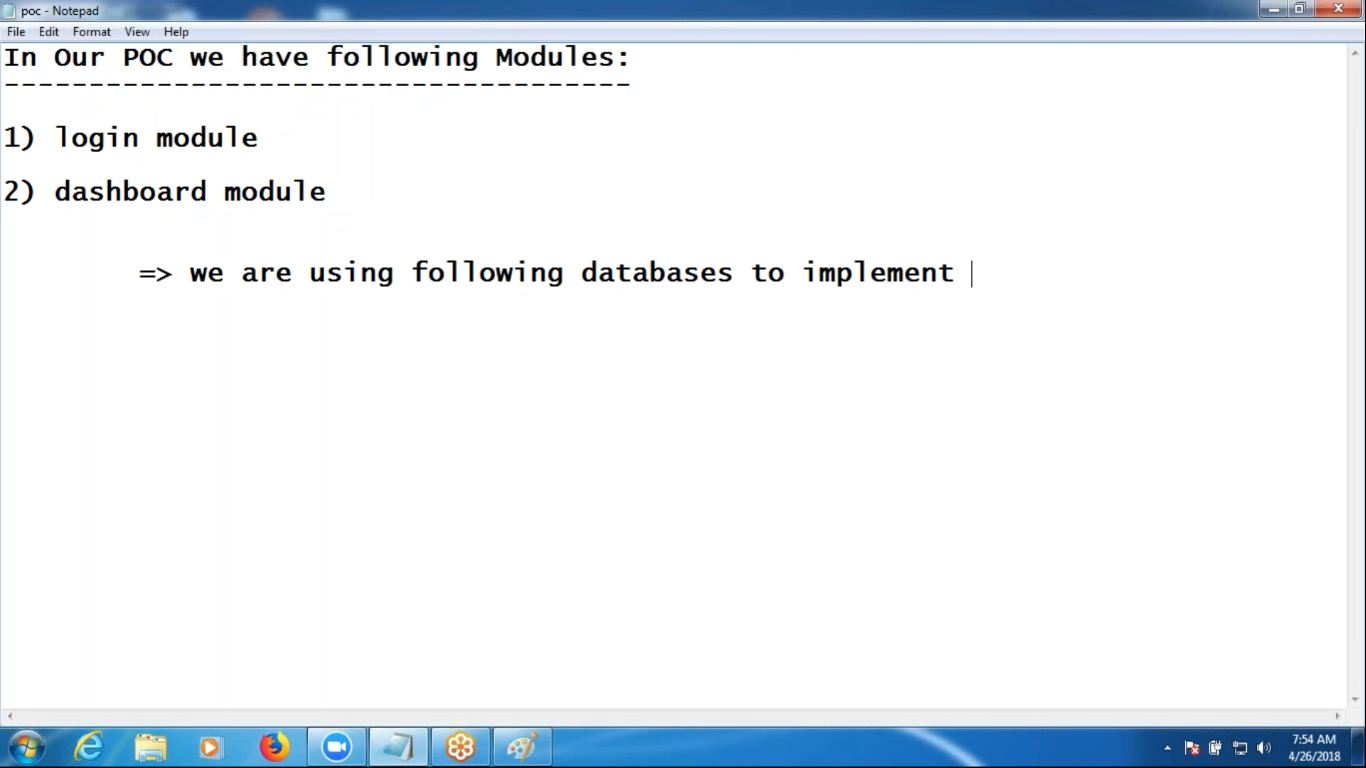 poc - Notepad
File Edit Format View Help
In Our POC we have following Modules:
-------------------------------------
1) login module
2) dashboard module
=> we are using following databases to implement
7:54 AM
4/26/2018